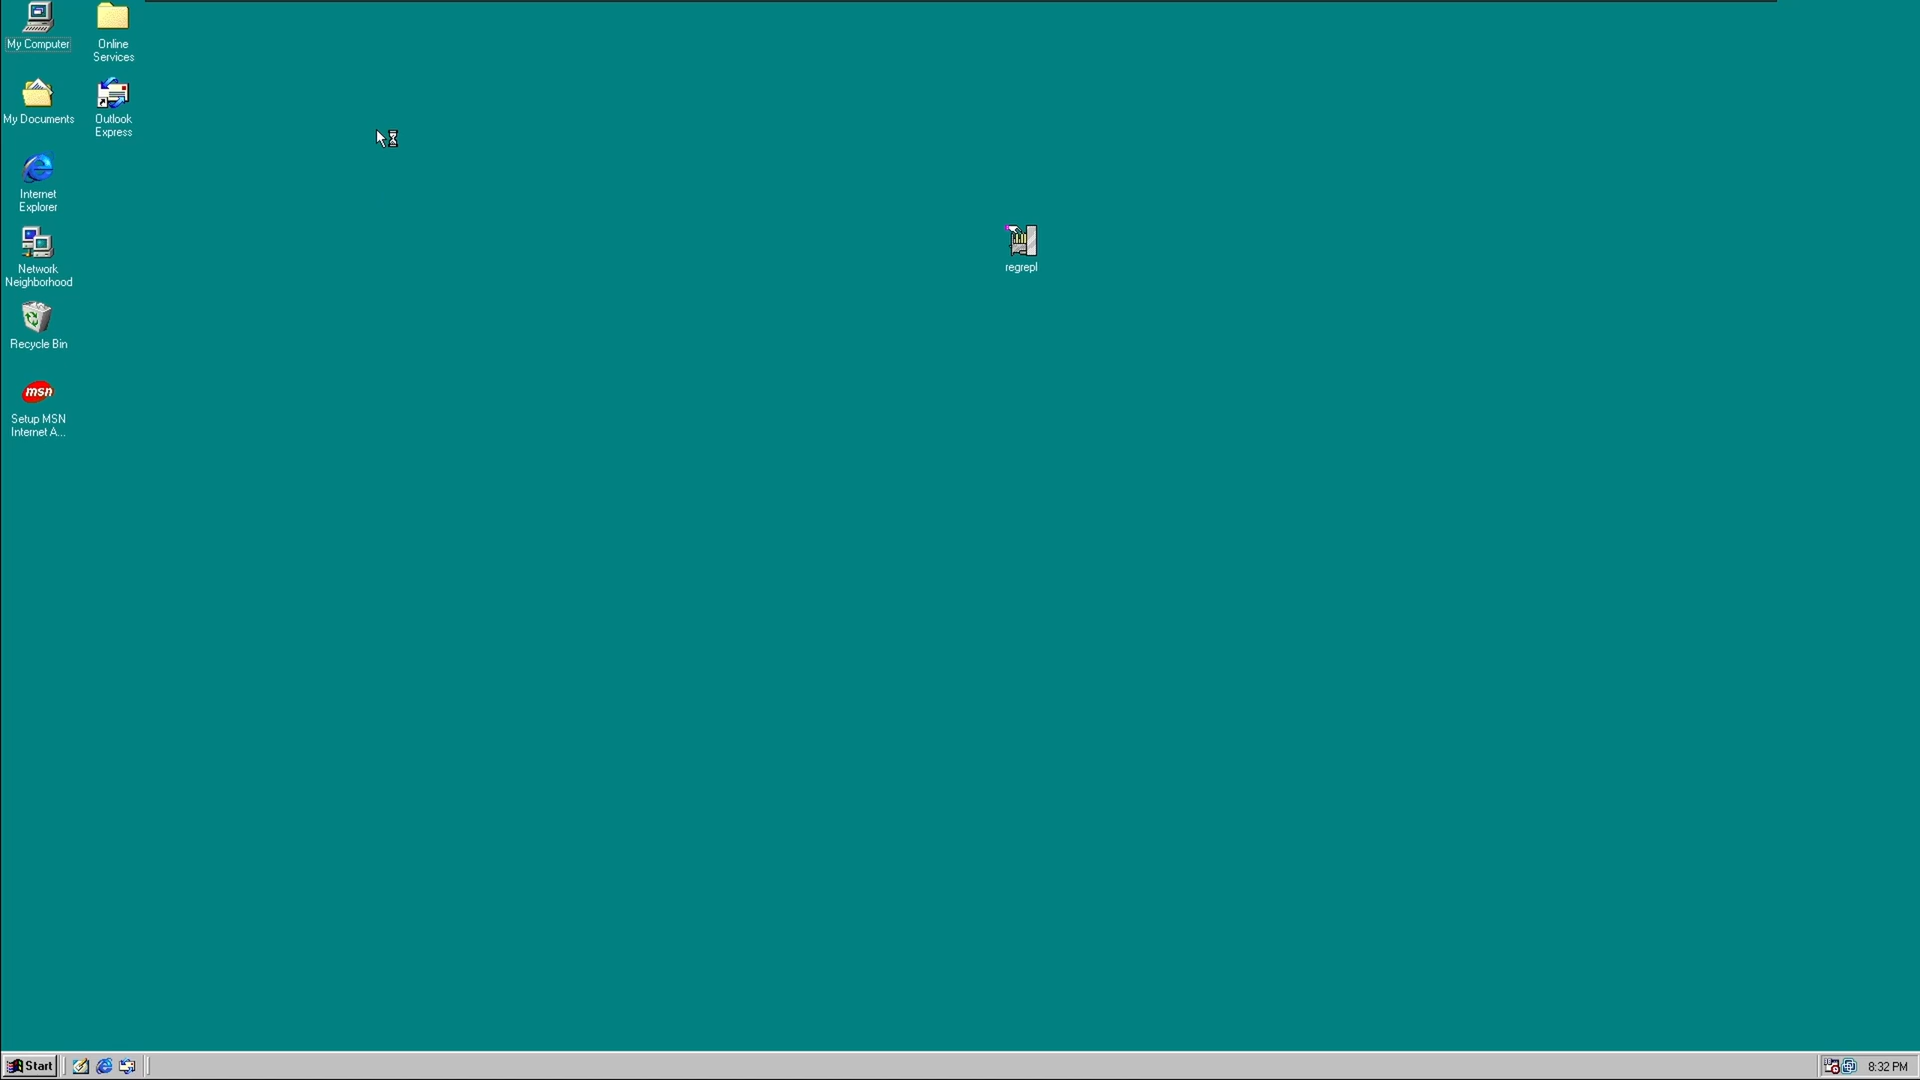 My Computer
Online
Services
My Documents
Outlook
Express
Internet
Explorer
Network
Neighborhood
regrepl
Recycle Bin
msn
Setup MSN
Internet A...
Start
8:32 PM